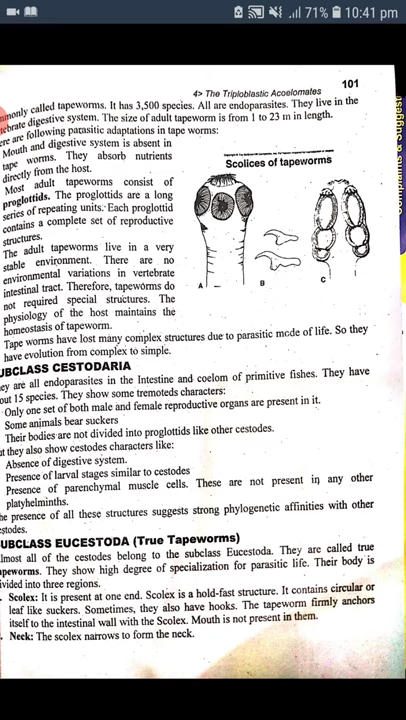 71% 10:41 pm
4> The Triploblastic Acoelomates 101
mmonly called tapeworms. It has 3,500 species. All are endoparasites. They live in the
tebrate digestive system. The size of adult tapeworm is from 1 to 23 m in length.
ere are following parasitic adaptations in tape worms:
Mouth and digestive system is absent in
tape worms. They absorb nutrients
directly from the host.
Most adult tapeworms consist of
proglottids. The proglottids are a long
series of repeating units. Each proglottid
contains a complete set of reproductive
structures.
The adult tapeworms live in a very
stable environment. There are no
environmental variations in vertebrate
intestinal tract. Therefore, tapeworms do
not required special structures. The
physiology of the host maintains the
homeostasis of tapeworm.
Scolices of tapeworms
A B C
Tape worms have lost many complex structures due to parasitic mode of life. So they
have evolution from complex to simple.
UBCLASS CESTODARIA
ey are all endoparasites in the Intestine and coelom of primitive fishes. They have
out 15 species. They show some tremoteds characters:
Only one set of both male and female reproductive organs are present in it.
Some animals bear suckers
Their bodies are not divided into proglottids like other cestodes.
t they also show cestodes characters like:
Absence of digestive system.
Presence of larval stages similar to cestodes
Presence of parenchymal muscle cells. These are not present in any other
platyhelminths.
he presence of all these structures suggests strong phylogenetic affinities with other
estodes.
UBCLASS EUCESTODA (True Tapeworms)
lmost all of the cestodes belong to the subclass Eucestoda. They are called true
apeworms. They show high degree of specialization for parasitic life. Their body is
ivided into three regions.
Scolex: It is present at one end. Scolex is a hold-fast structure. It contains circular or
leaf like suckers. Sometimes, they also have hooks. The tapeworm firmly anchors
itself to the intestinal wall with the Scolex. Mouth is not present in them.
Neck: The scolex narrows to form the neck.
Complaints & Suggest